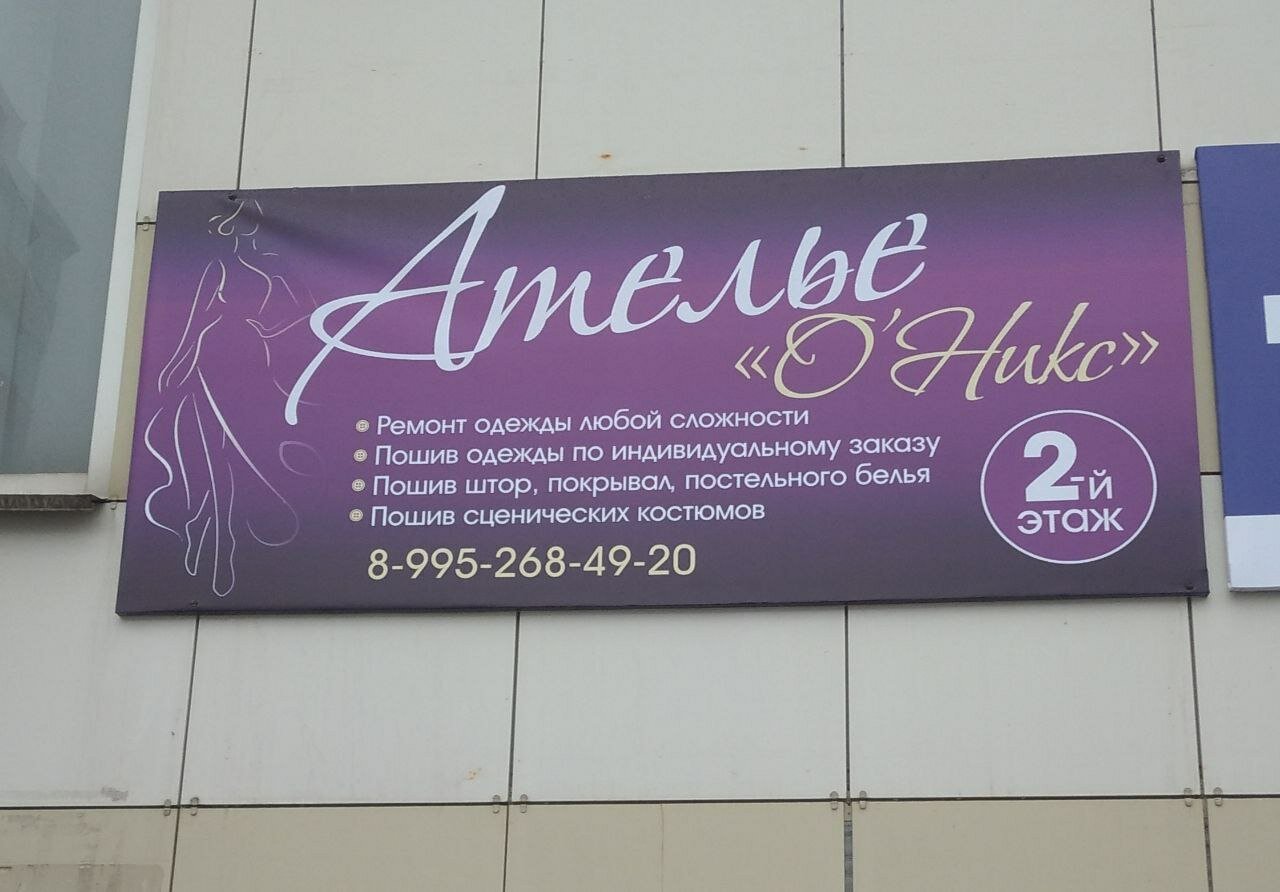 Ателье
«О'Никс»
Ремонт одежды любой сложности
Пошив одежды по индивидуальному заказу
Пошив штор, покрывал, постельного белья
Пошив сценических костюмов
8-995-268-49-20
2-й
этаж